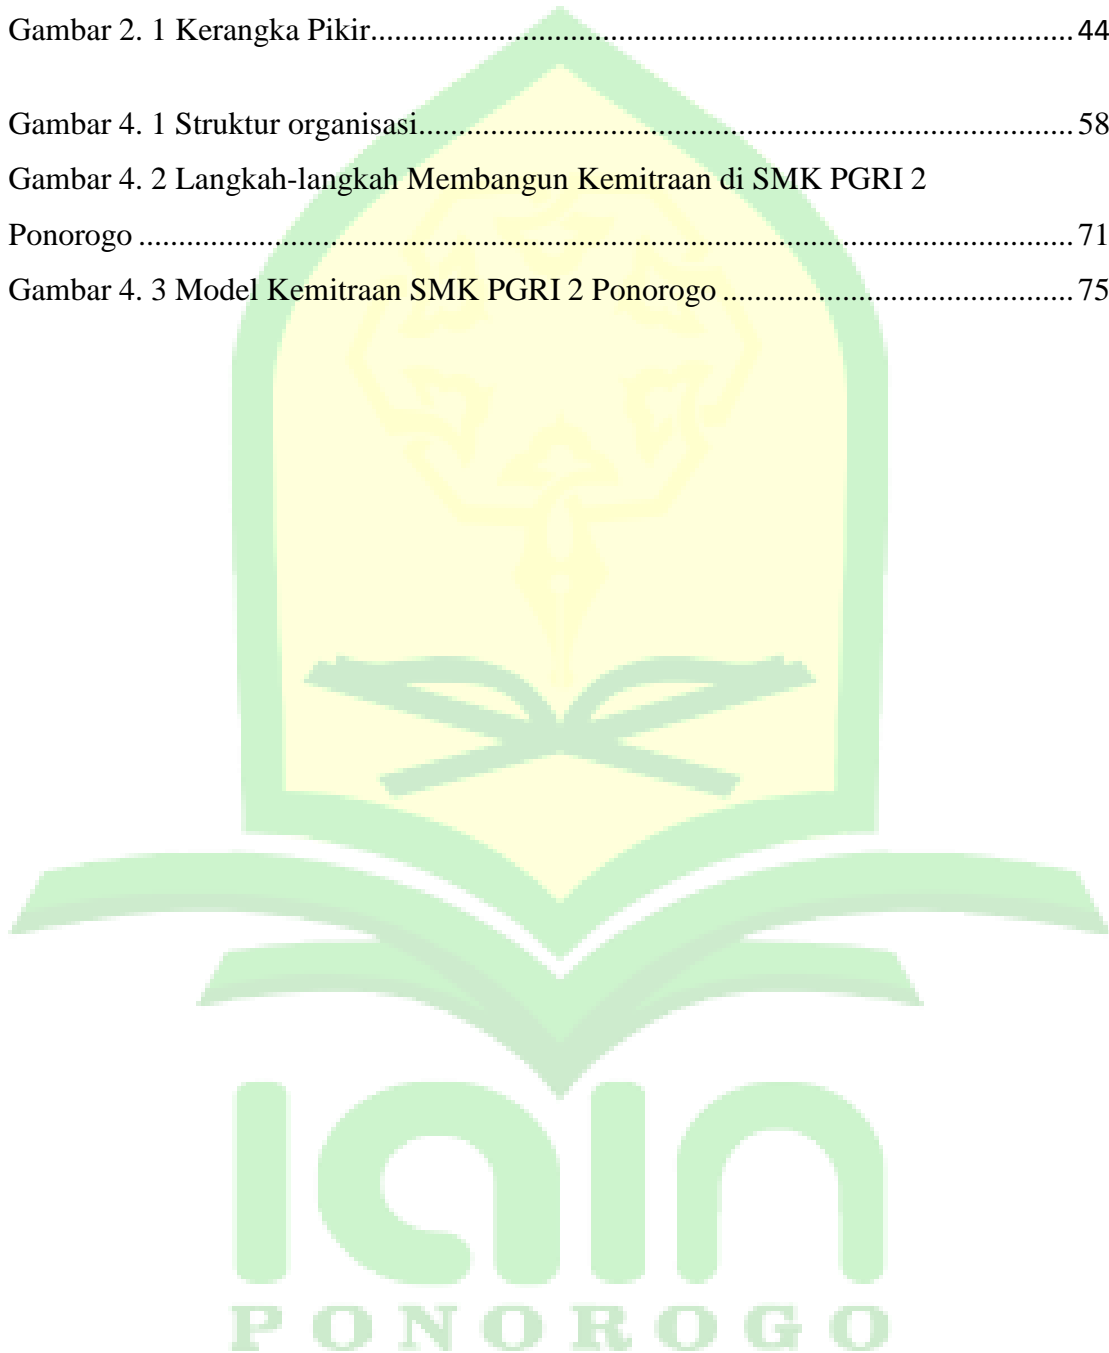 Gambar 2. 1 Kerangka Pikir........................................................................................ 44
Gambar 4. 1 Struktur organisasi.................................................................................. 58
Gambar 4. 2 Langkah-langkah Membangun Kemitraan di SMK PGRI 2
Ponorogo ..................................................................................................................... 71
Gambar 4. 3 Model Kemitraan SMK PGRI 2 Ponorogo ............................................ 75
iain
PONOROGO